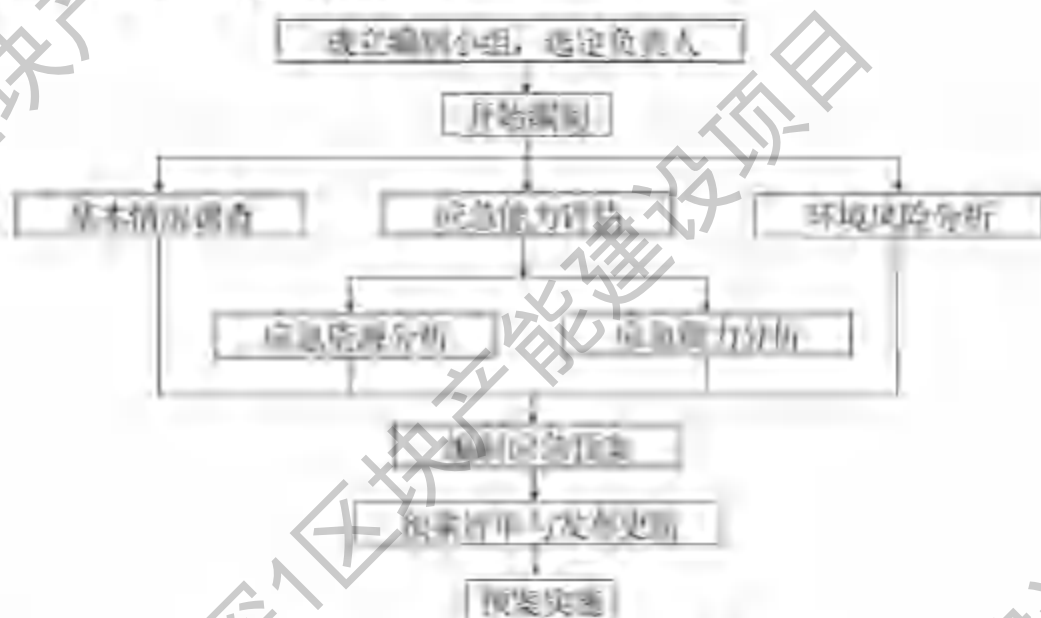 成立编制小组，选定负责人
开始编制
基本情况调查
应急能力评估
环境风险分析
应急资源分析
应急能力分析
编制应急预案
预案评审与发布更新
预案实施
区块产能建设项目